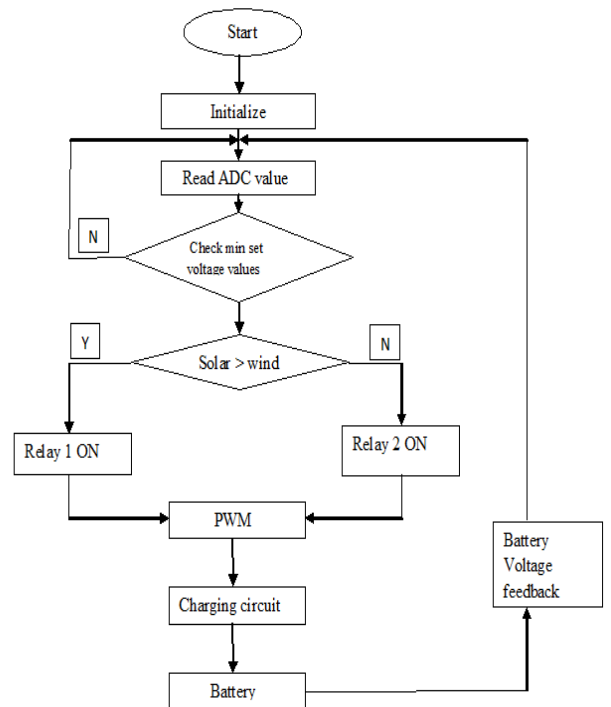 Start
Initialize
Read ADC value
N
Check min set
voltage values
Y
Solar > wind
N
Relay 1 ON
Relay 2 ON
PWM
Battery
Voltage
feedback
Charging circuit
Battery